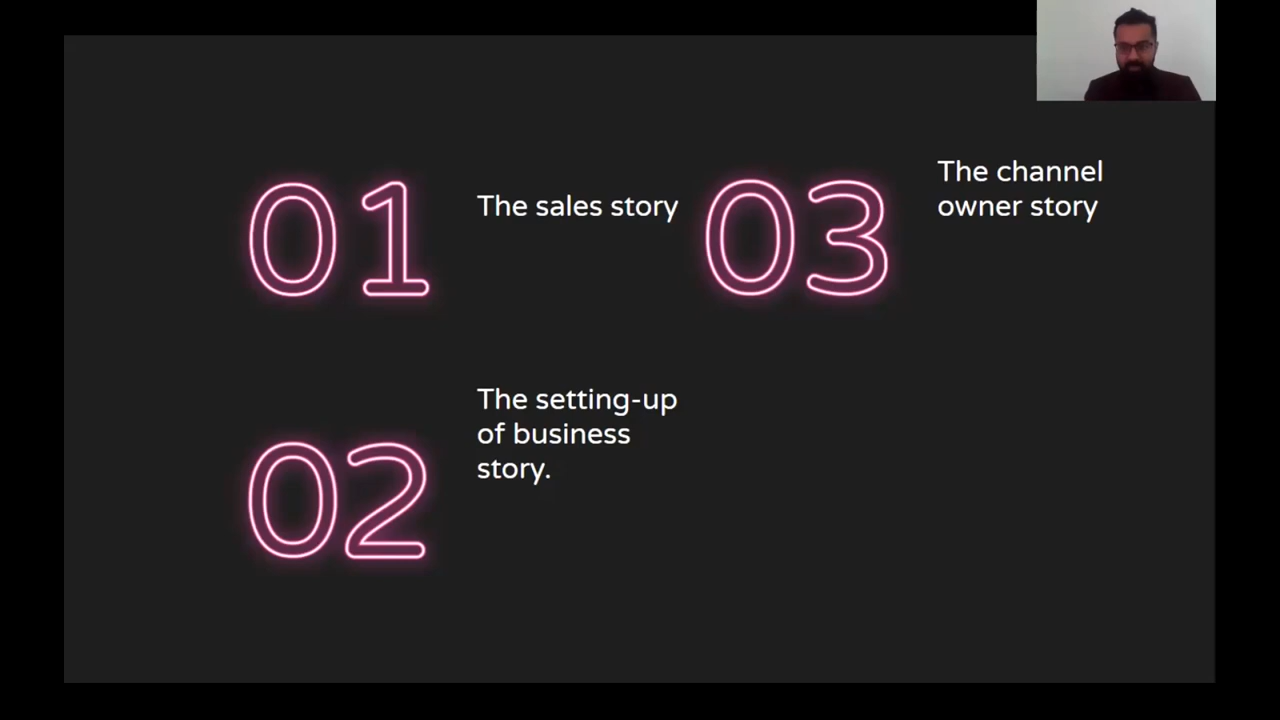 01
The sales story
02
The setting-up
of business
story.
03
The channel
owner story